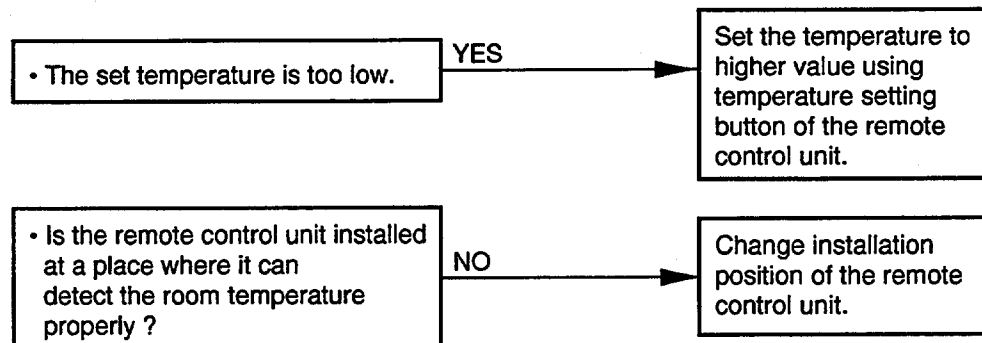 • The set temperature is too low.
YES
Set the temperature to
higher value using
temperature setting
button of the remote
control unit.
• Is the remote control unit installed
at a place where it can
detect the room temperature
properly ?
NO
Change installation
position of the remote
control unit.